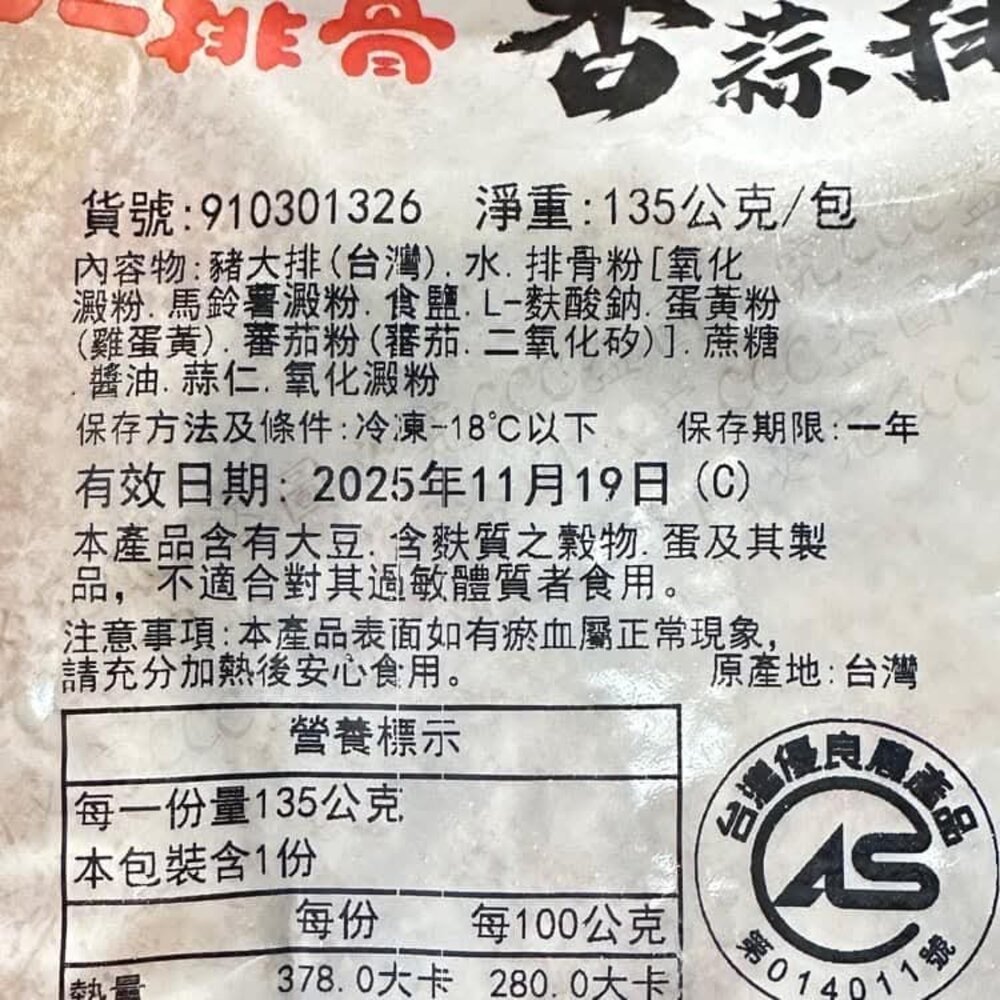 排骨 香蒜排
貨號:910301326 淨重:135公克/包
內容物:豬大排(台灣).水.排骨粉[氧化
澱粉.馬鈴薯澱粉.食鹽.L-麩酸鈉.蛋黃粉
(雞蛋黃).蕃茄粉(蕃茄.二氧化矽)].蔗糖
.醬油.蒜仁.氧化澱粉
保存方法及條件:冷凍-18℃以下 保存期限:一年
有效日期: 2025年11月19日 (C)
本產品含有大豆.含麩質之穀物.蛋及其製
品，不適合對其過敏體質者食用。
注意事項:本產品表面如有瘀血屬正常現象,
請充分加熱後安心食用。 原產地:台灣
營養標示
每一份量135公克
本包裝含1份
每份 每100公克
熱量 378.0大卡 280.0大卡
台灣優良農產品
CAS
第014011號